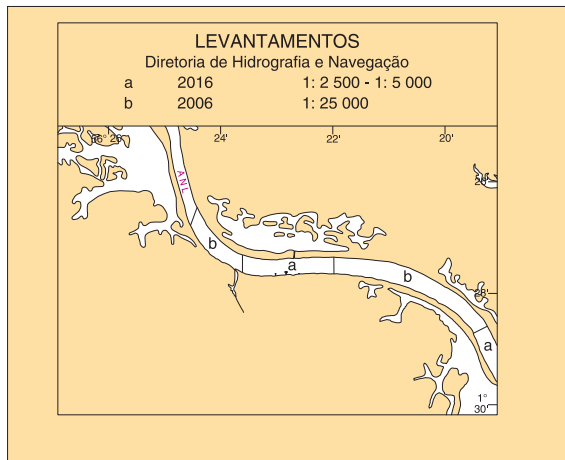 LEVANTAMENTOS
Diretoria de Hidrografia e Navegação
a 2016 1: 2 500 - 1: 5 000
b 2006 1: 25 000
24' 22' 20'
ANL
b
a
b
28'
a
1°
30'